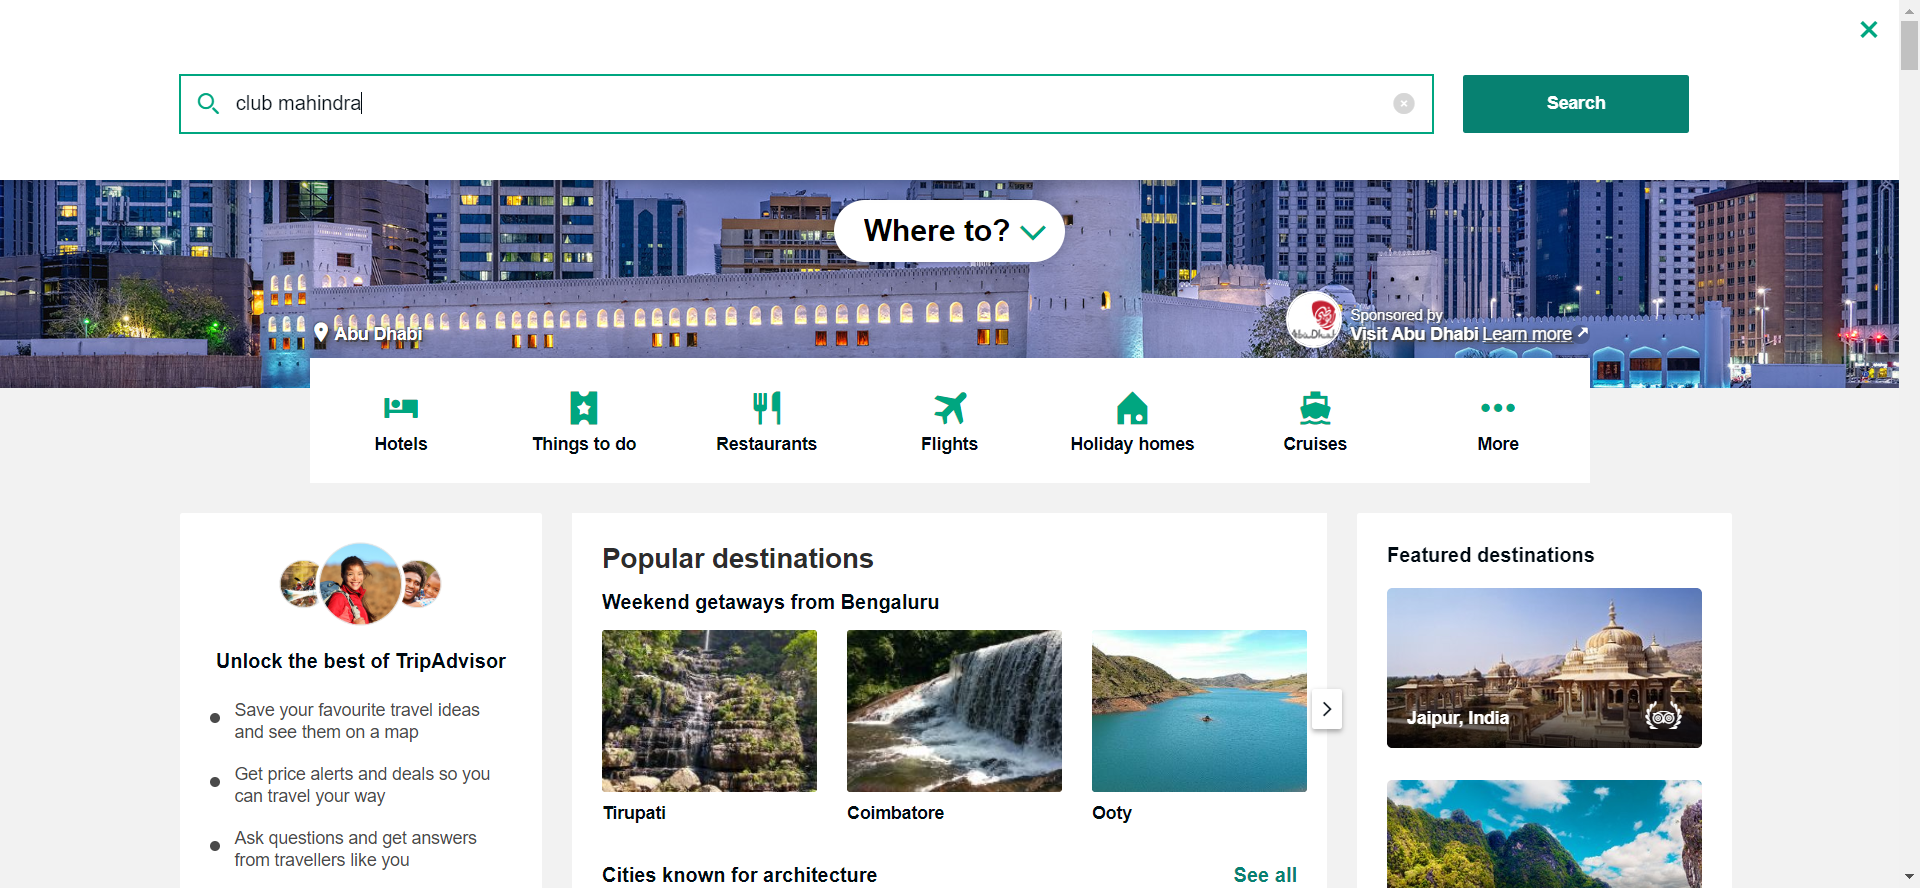 club mahindra
Search
Where to?
Abu Dhabi
Sponsored by
Visit Abu Dhabi Learn more
Hotels
Things to do
Restaurants
Flights
Holiday homes
Cruises
More
Unlock the best of TripAdvisor
Save your favourite travel ideas
and see them on a map
Get price alerts and deals so you
can travel your way
Ask questions and get answers
from travellers like you
Popular destinations
Weekend getaways from Bengaluru
Tirupati
Coimbatore
Ooty
Cities known for architecture
See all
Featured destinations
Jaipur, India